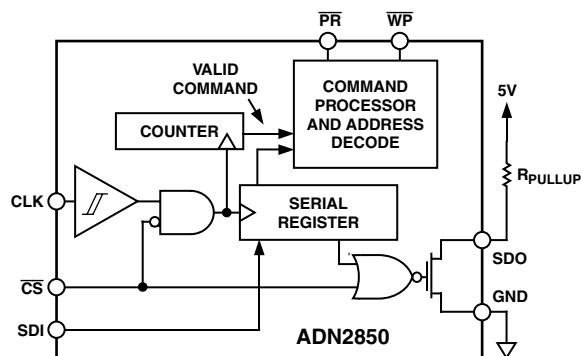 PR WP
VALID
COMMAND
COMMAND
PROCESSOR
AND ADDRESS
DECODE
5V
COUNTER
RPULLUP
CLK
SERIAL
REGISTER
SDO
CS
GND
SDI
ADN2850